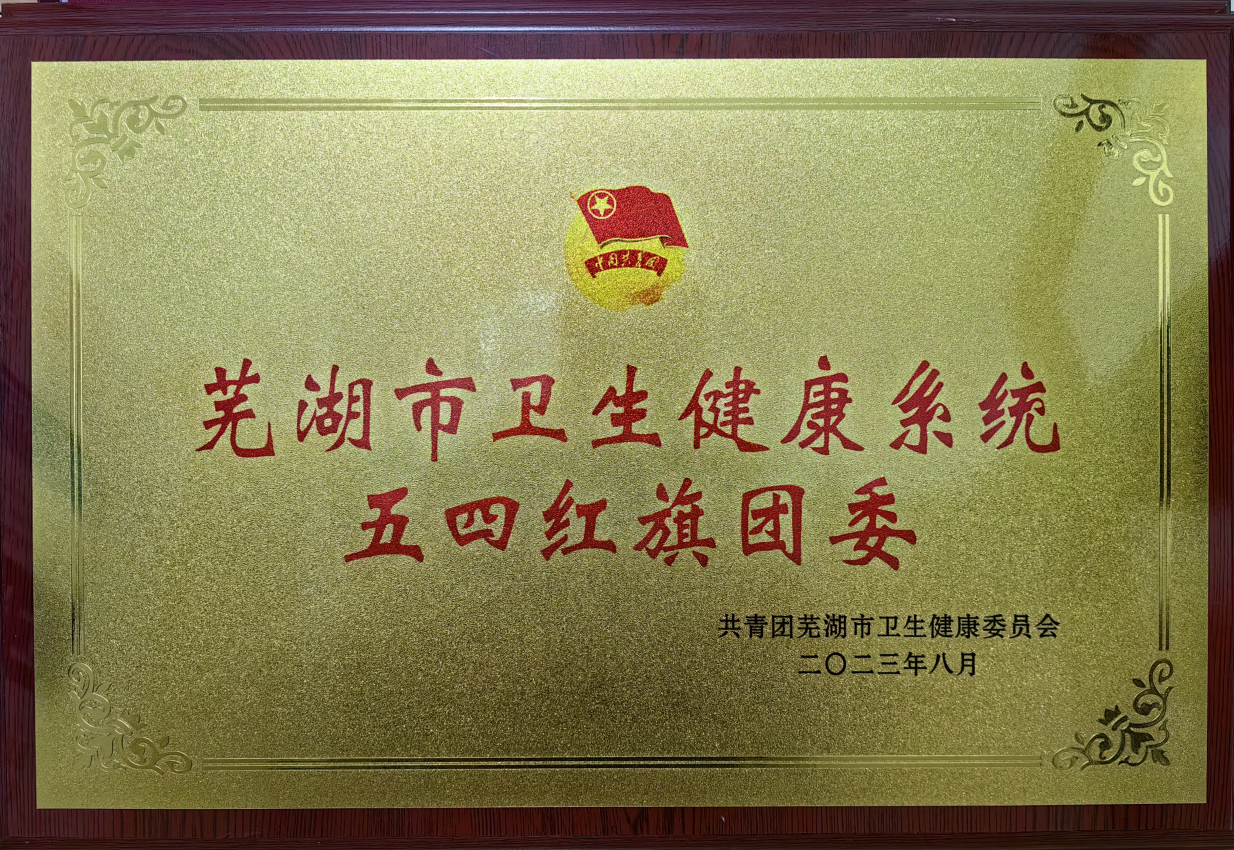 中国共青团
芜湖市卫生健康系统
五四红旗团委
共青团芜湖市卫生健康委员会
二〇二三年八月